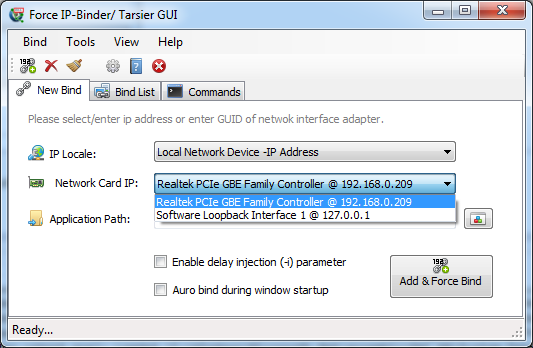 Force IP-Binder/ Tarsier GUI
Bind Tools View Help
New Bind Bind List Commands
Please select/enter ip address or enter GUID of netwok interface adapter.
IP Locale: Local Network Device -IP Address
Network Card IP: Realtek PCIe GBE Family Controller @ 192.168.0.209
Realtek PCIe GBE Family Controller @ 192.168.0.209
Application Path: Software Loopback Interface 1 @ 127.0.0.1
Enable delay injection (-i) parameter
Auro bind during window startup
192
Add & Force Bind
Ready...